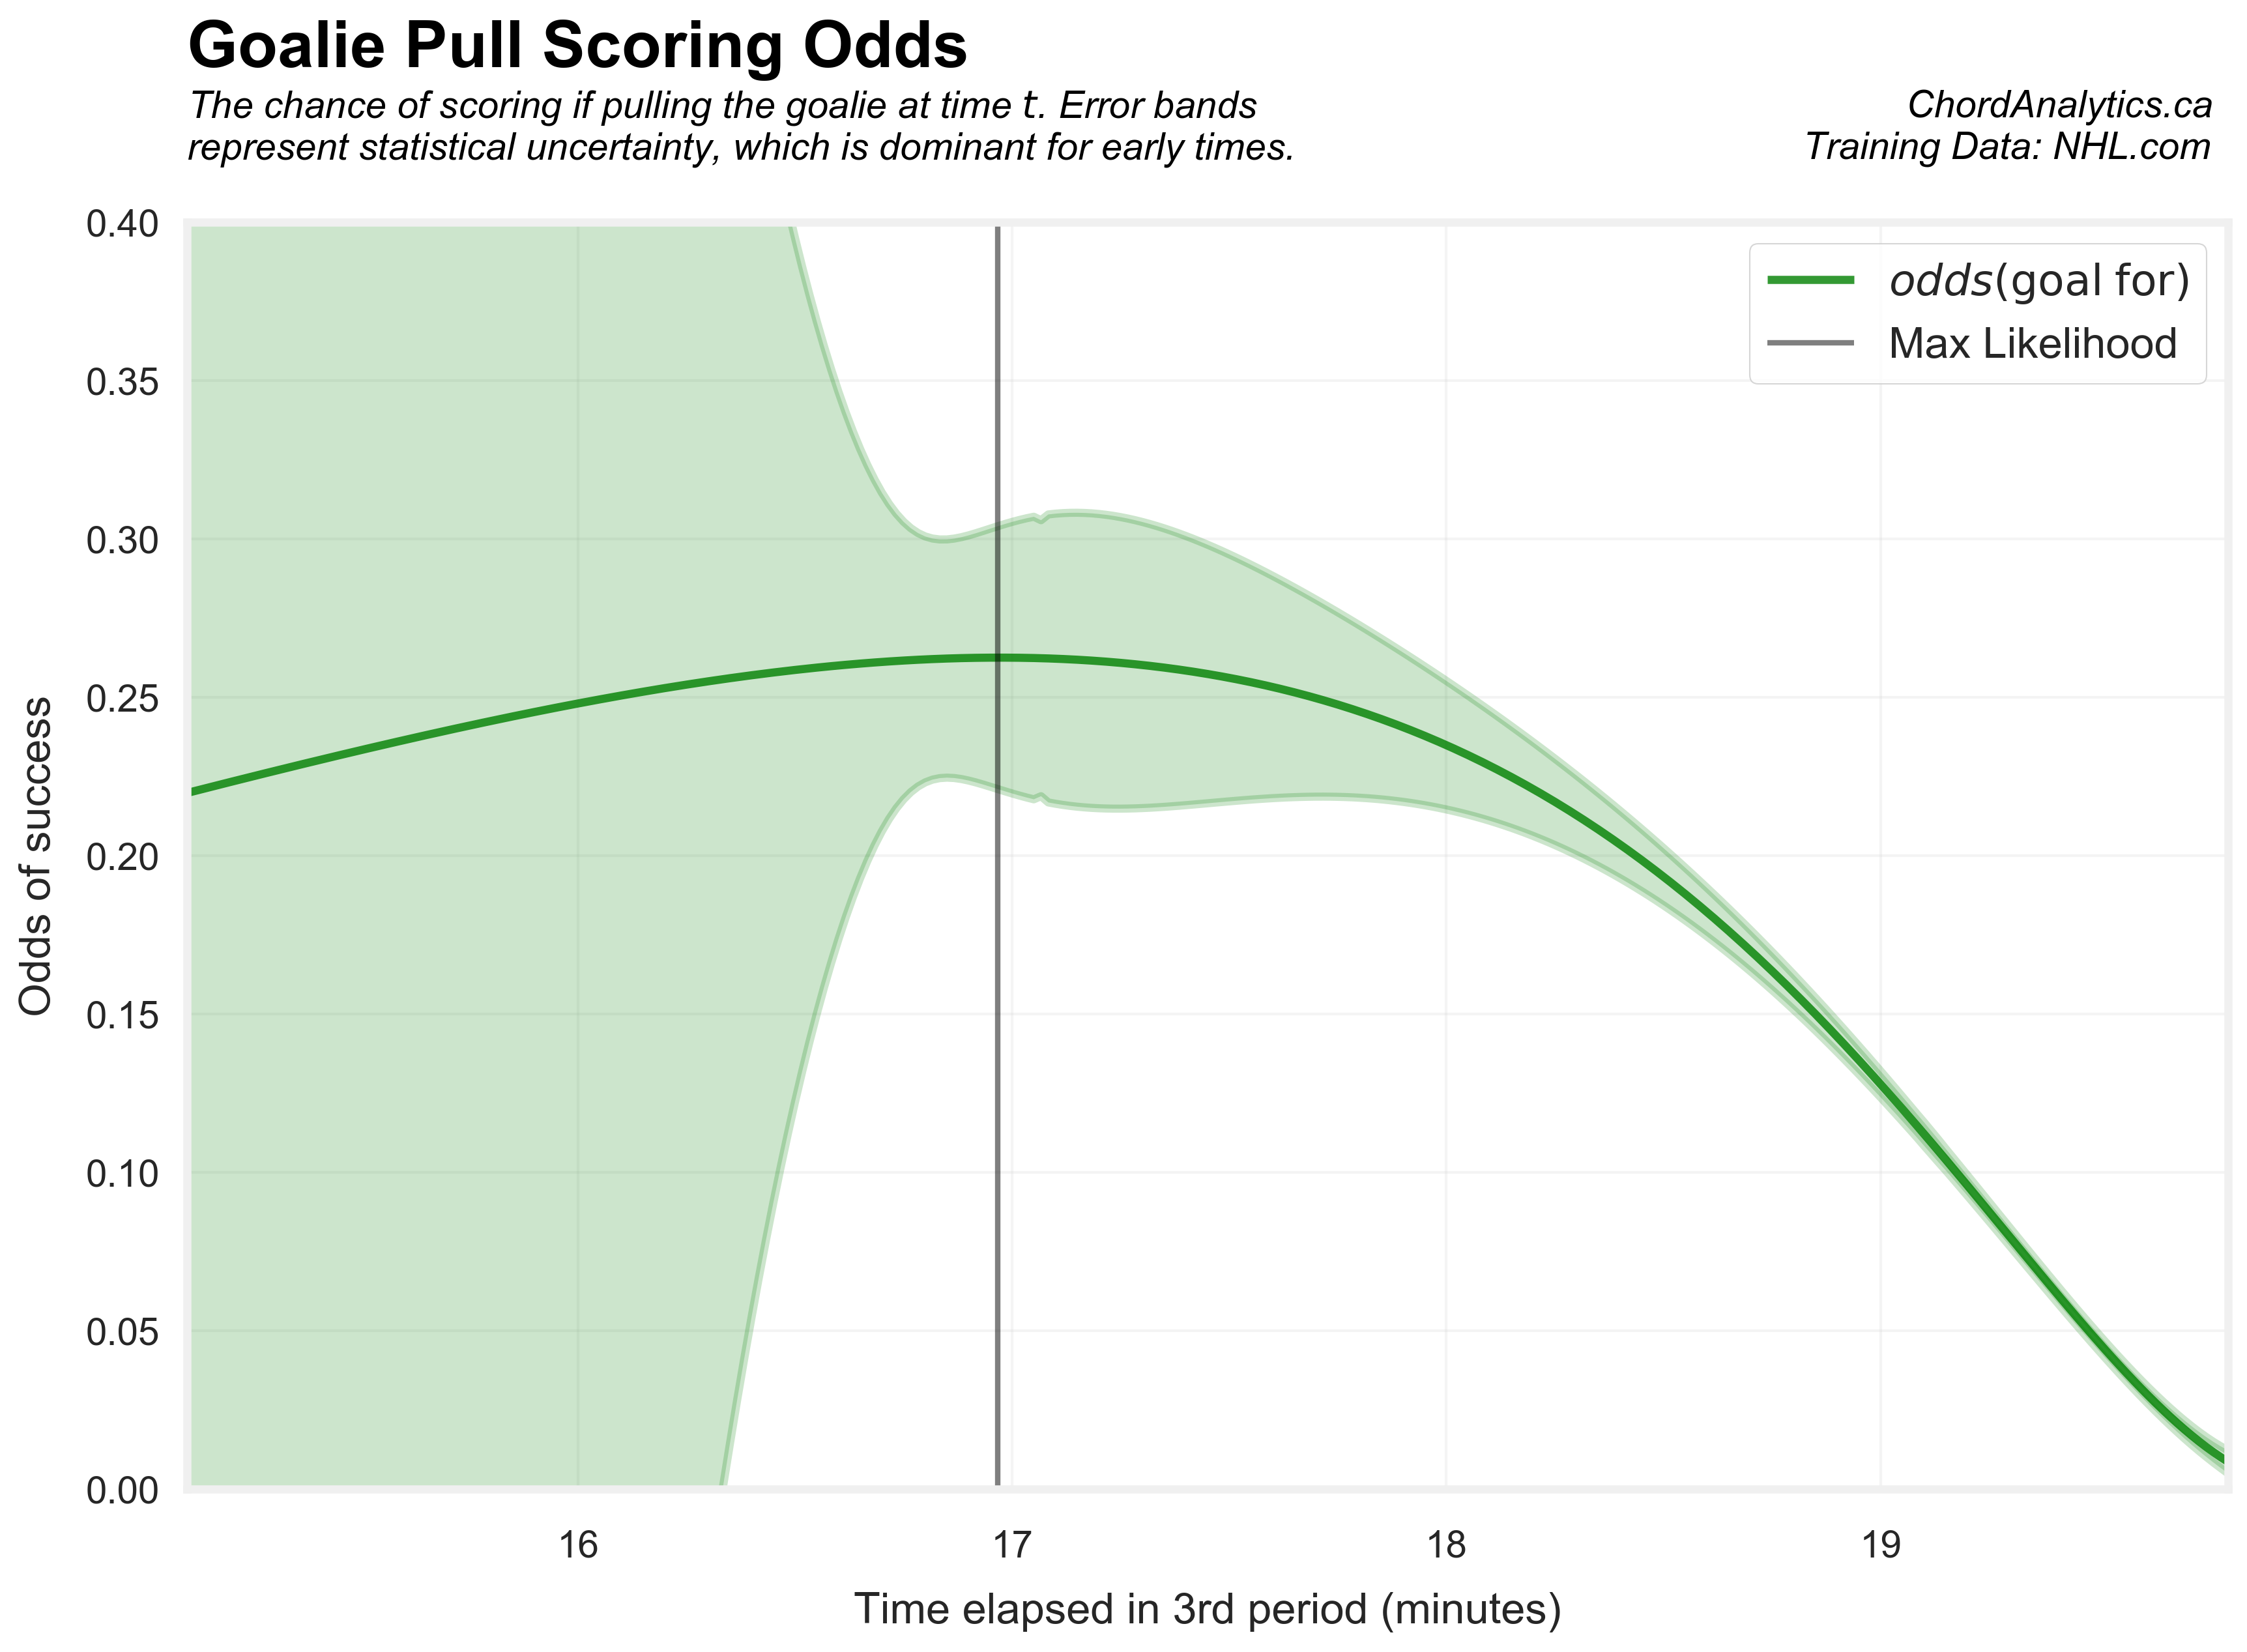 Goalie Pull Scoring Odds
The chance of scoring if pulling the goalie at time t. Error bands
represent statistical uncertainty, which is dominant for early times.
ChordAnalytics.ca
Training Data: NHL.com
odds(goal for)
Max Likelihood
Odds of success
0.40
0.35
0.30
0.25
0.20
0.15
0.10
0.05
0.00
16 17 18 19
Time elapsed in 3rd period (minutes)